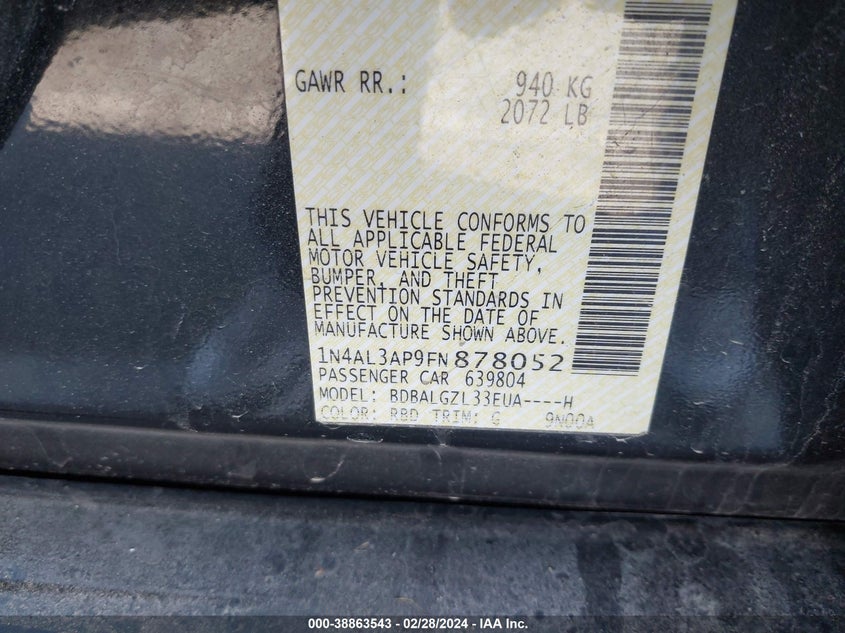 GAWR RR.: 940 KG
2072 LB
THIS VEHICLE CONFORMS TO
ALL APPLICABLE FEDERAL
MOTOR VEHICLE SAFETY,
BUMPER, AND THEFT
PREVENTION STANDARDS IN
EFFECT ON THE DATE OF
MANUFACTURE SHOWN ABOVE.
1N4AL3AP9FN878052
PASSENGER CAR 639804
MODEL: BDBALGZL33EUA----H
COLOR: RBD TRIM: G 9N00A
000-38863543 / 02/28/2024 - IAA Inc.